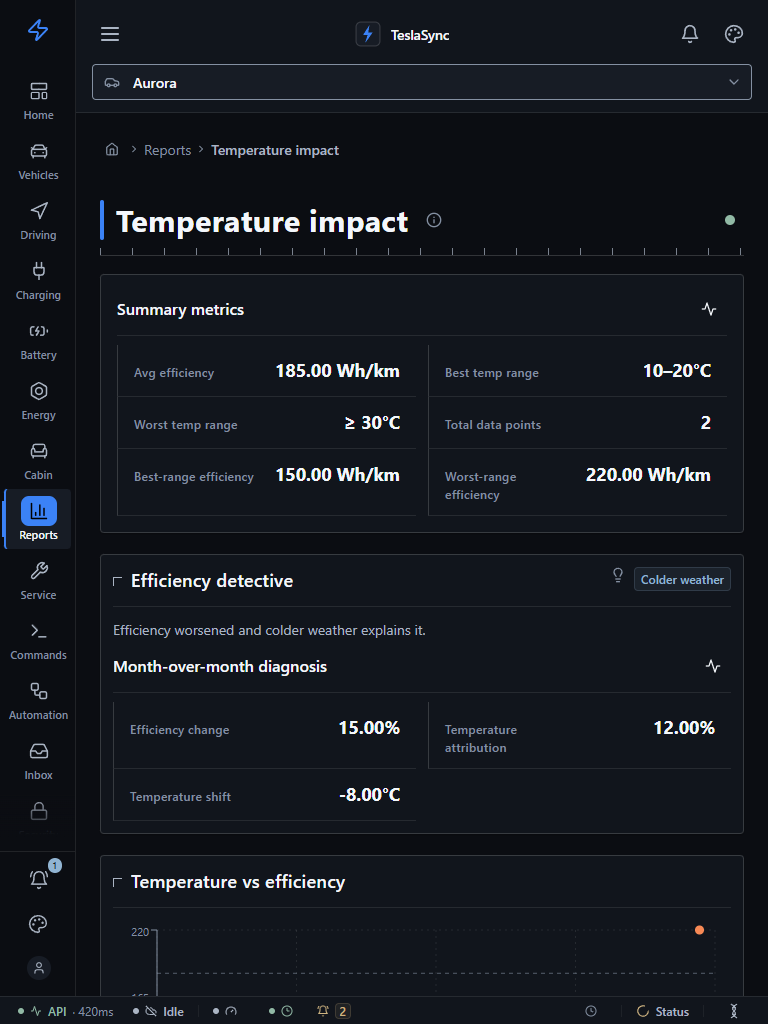 TeslaSync
Aurora
Home
Vehicles
Driving
Charging
Battery
Energy
Cabin
Reports
Service
Commands
Automation
Inbox
1
Reports
Temperature impact
Temperature impact
Summary metrics
Avg efficiency
185.00 Wh/km
Best temp range
10–20°C
Worst temp range
≥ 30°C
Total data points
2
Best-range efficiency
150.00 Wh/km
Worst-range
efficiency
220.00 Wh/km
Efficiency detective
Colder weather
Efficiency worsened and colder weather explains it.
Month-over-month diagnosis
Efficiency change
15.00%
Temperature
attribution
12.00%
Temperature shift
-8.00°C
Temperature vs efficiency
220
165
API · 420ms
Idle
2
Status